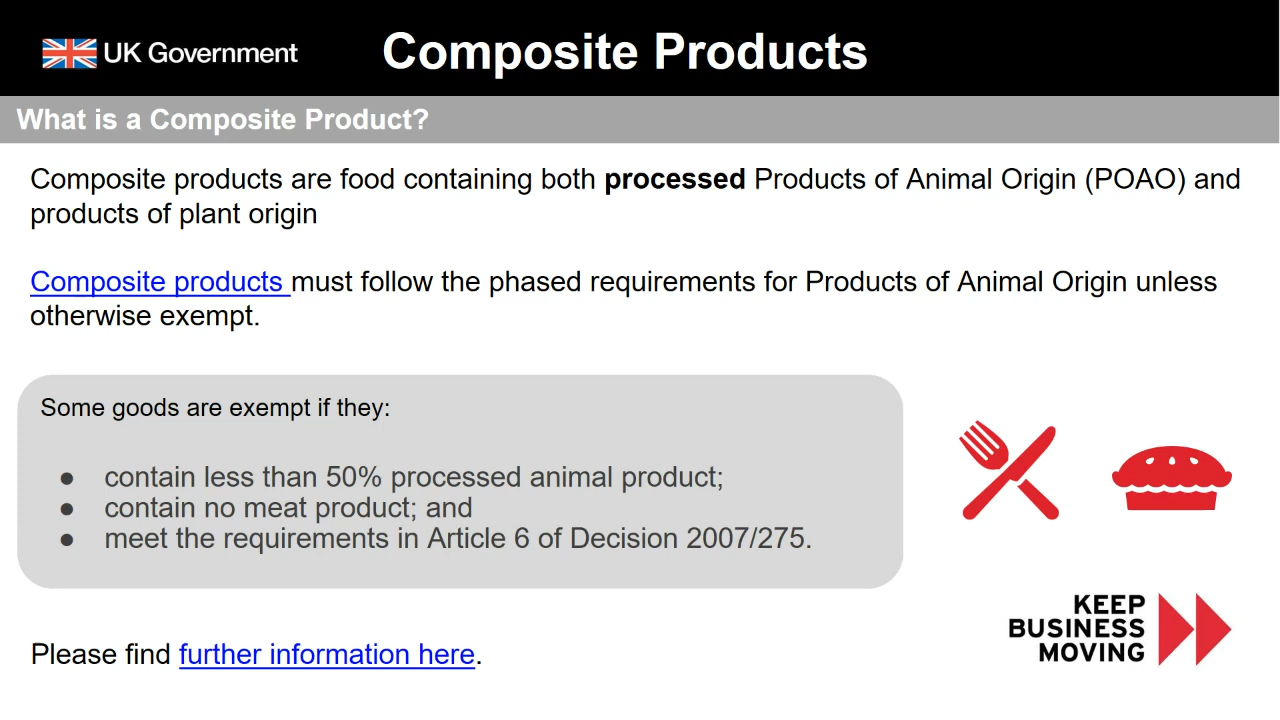 UK Government
Composite Products
What is a Composite Product?
Composite products are food containing both processed Products of Animal Origin (POAO) and
products of plant origin
Composite products must follow the phased requirements for Products of Animal Origin unless
otherwise exempt.
Some goods are exempt if they:
● contain less than 50% processed animal product;
● contain no meat product; and
● meet the requirements in Article 6 of Decision 2007/275.
KEEP
BUSINESS
MOVING
Please find further information here.